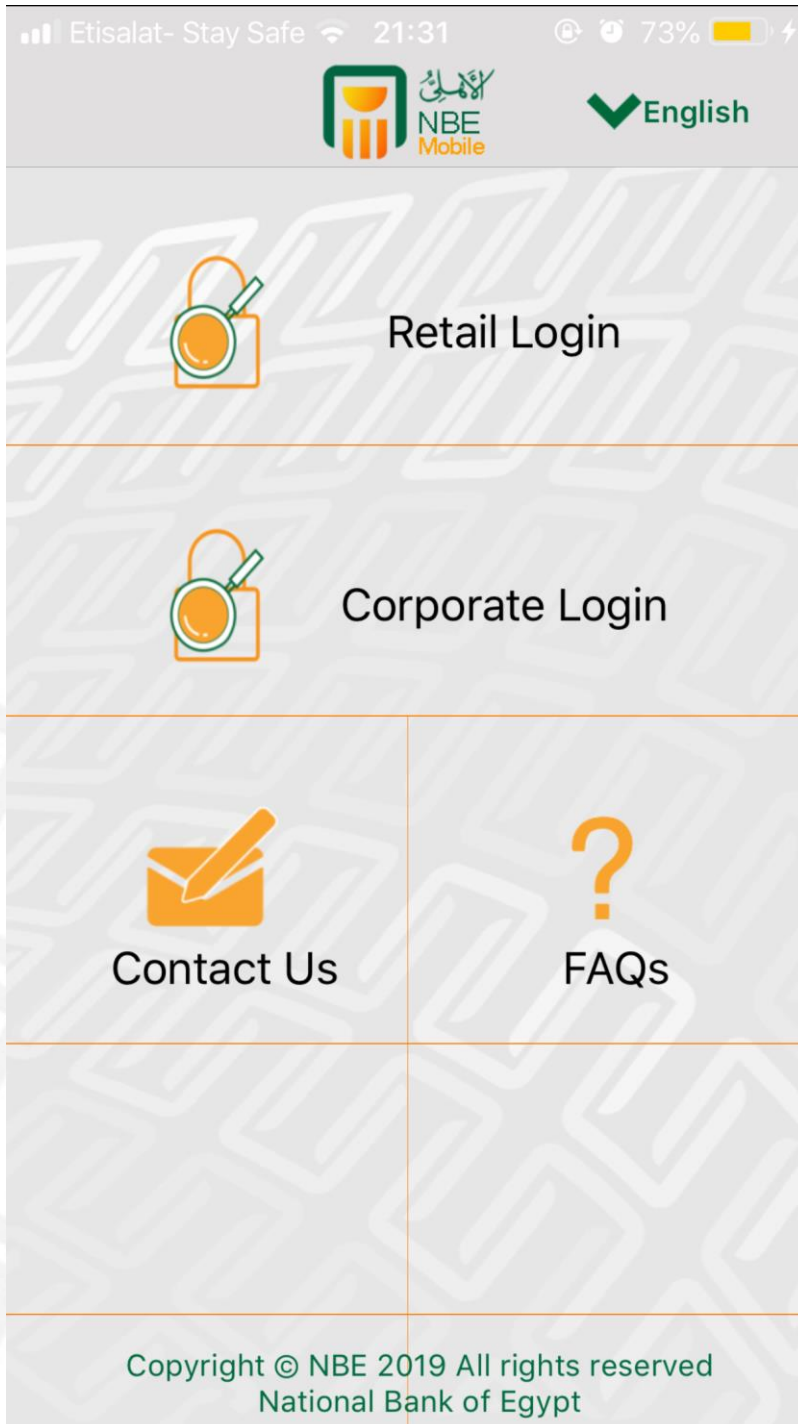 Etisalat- Stay Safe 21:31 73%
الأهلي
NBE
Mobile
English
Retail Login
Corporate Login
?
Contact Us
FAQs
Copyright © NBE 2019 All rights reserved
National Bank of Egypt